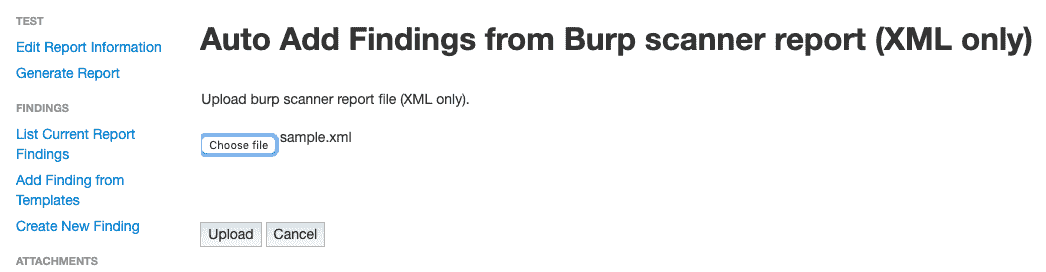 TEST
Edit Report Information
Generate Report
FINDINGS
List Current Report
Findings
Add Finding from
Templates
Create New Finding
ATTACHMENTS
Auto Add Findings from Burp scanner report (XML only)
Upload burp scanner report file (XML only).
Choose file sample.xml
Upload Cancel